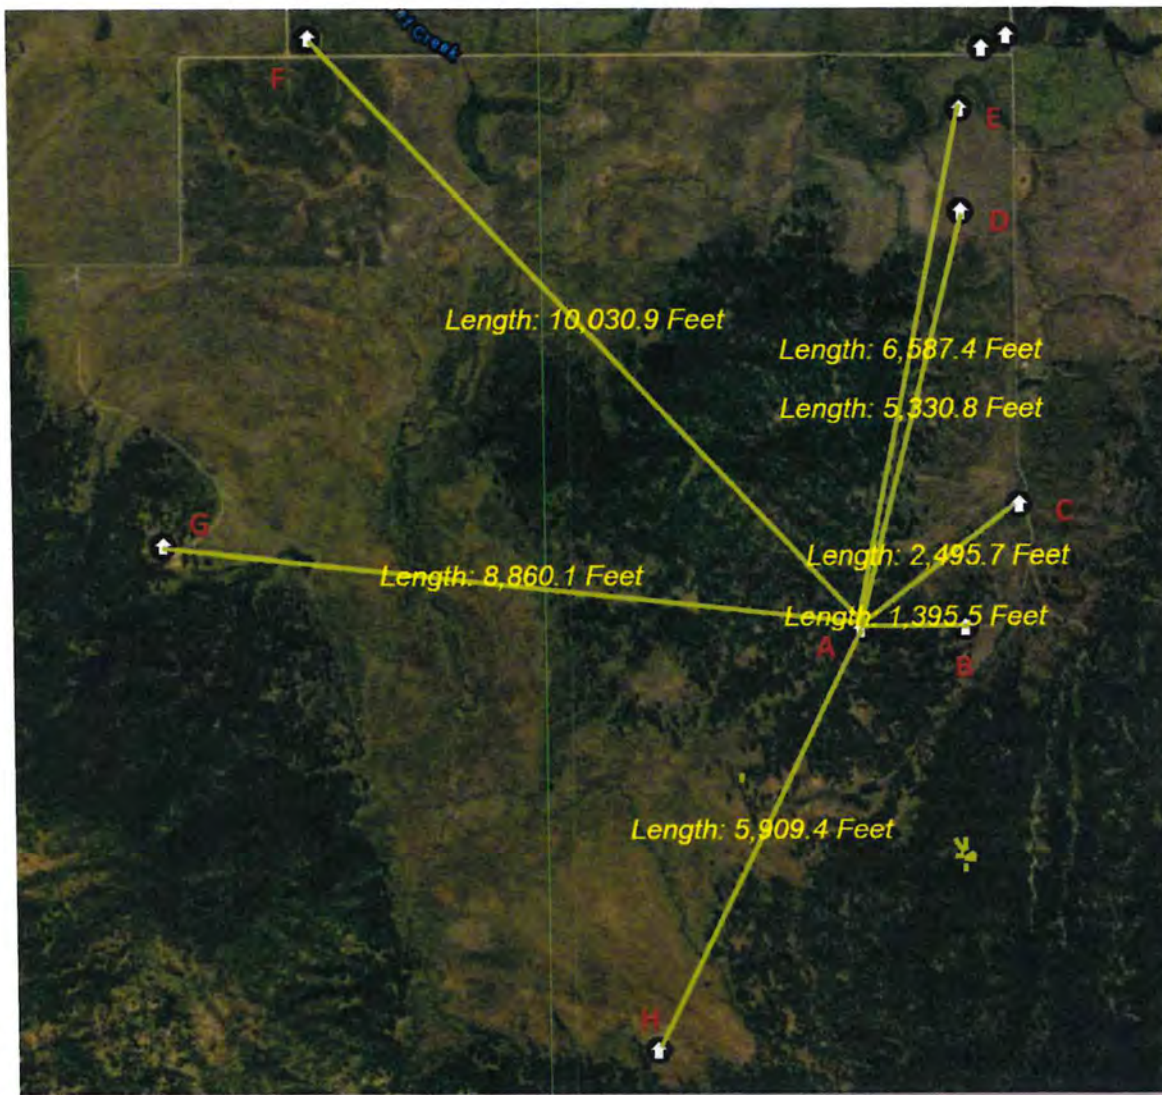 Creek
F
E
D
Length: 10,030.9 Feet
Length: 6,587.4 Feet
Length: 5,330.8 Feet
C
G
Length: 2,495.7 Feet
Length: 8,860.1 Feet
Length: 1,395.5 Feet
A
B
Length: 5,909.4 Feet
H